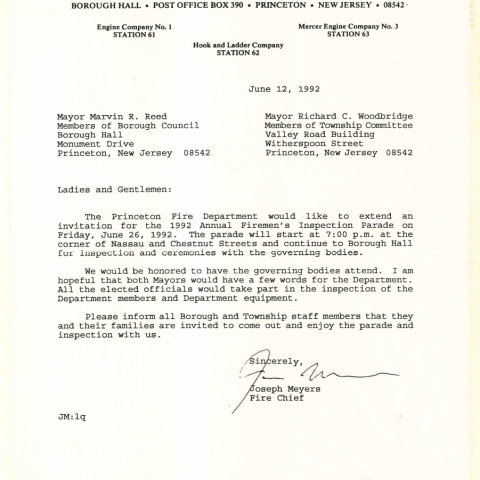 BOROUGH HALL • POST OFFICE BOX 390 • PRINCETON • NEW JERSEY • 08542
Engine Company No. 1
STATION 61
Mercer Engine Company No. 3
STATION 63
Hook and Ladder Company
STATION 62
June 12, 1992
Mayor Marvin R. Reed
Members of Borough Council
Borough Hall
Monument Drive
Princeton, New Jersey 08542
Mayor Richard C. Woodbridge
Members of Township Committee
Valley Road Building
Witherspoon Street
Princeton, New Jersey 08542
Ladies and Gentlemen:
The Princeton Fire Department would like to extend an
invitation for the 1992 Annual Firemen's Inspection Parade on
Friday, June 26, 1992. The parade will start at 7:00 p.m. at the
corner of Nassau and Chestnut Streets and continue to Borough Hall
for inspection and ceremonies with the governing bodies.
We would be honored to have the governing bodies attend. I am
hopeful that both Mayors would have a few words for the Department.
All the elected officials would take part in the inspection of the
Department members and Department equipment.
Please inform all Borough and Township staff members that they
and their families are invited to come out and enjoy the parade and
inspection with us.
Sincerely,
Joseph Meyers
Fire Chief
JM:lq